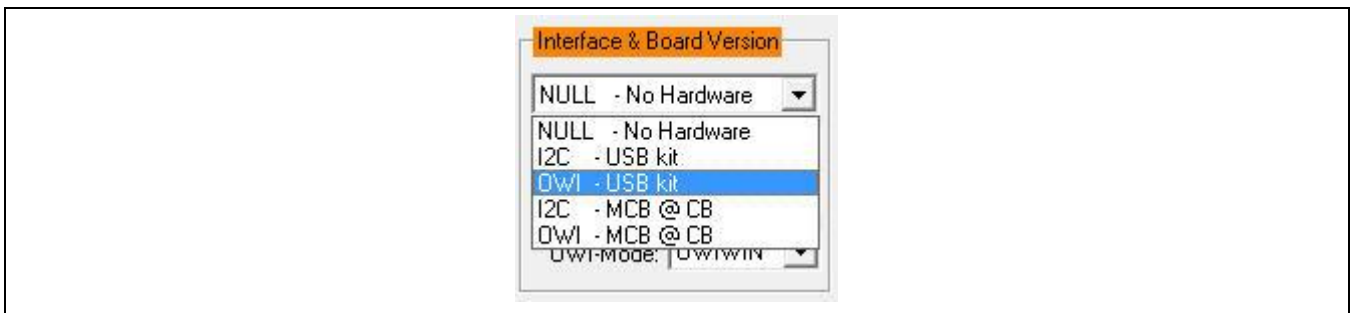 Interface & Board Version
NULL - No Hardware
NULL - No Hardware
I2C - USB kit
OWI - USB kit
I2C - MCB @ CB
OWI - MCB @ CB
OWI-Mode: OWIWIN